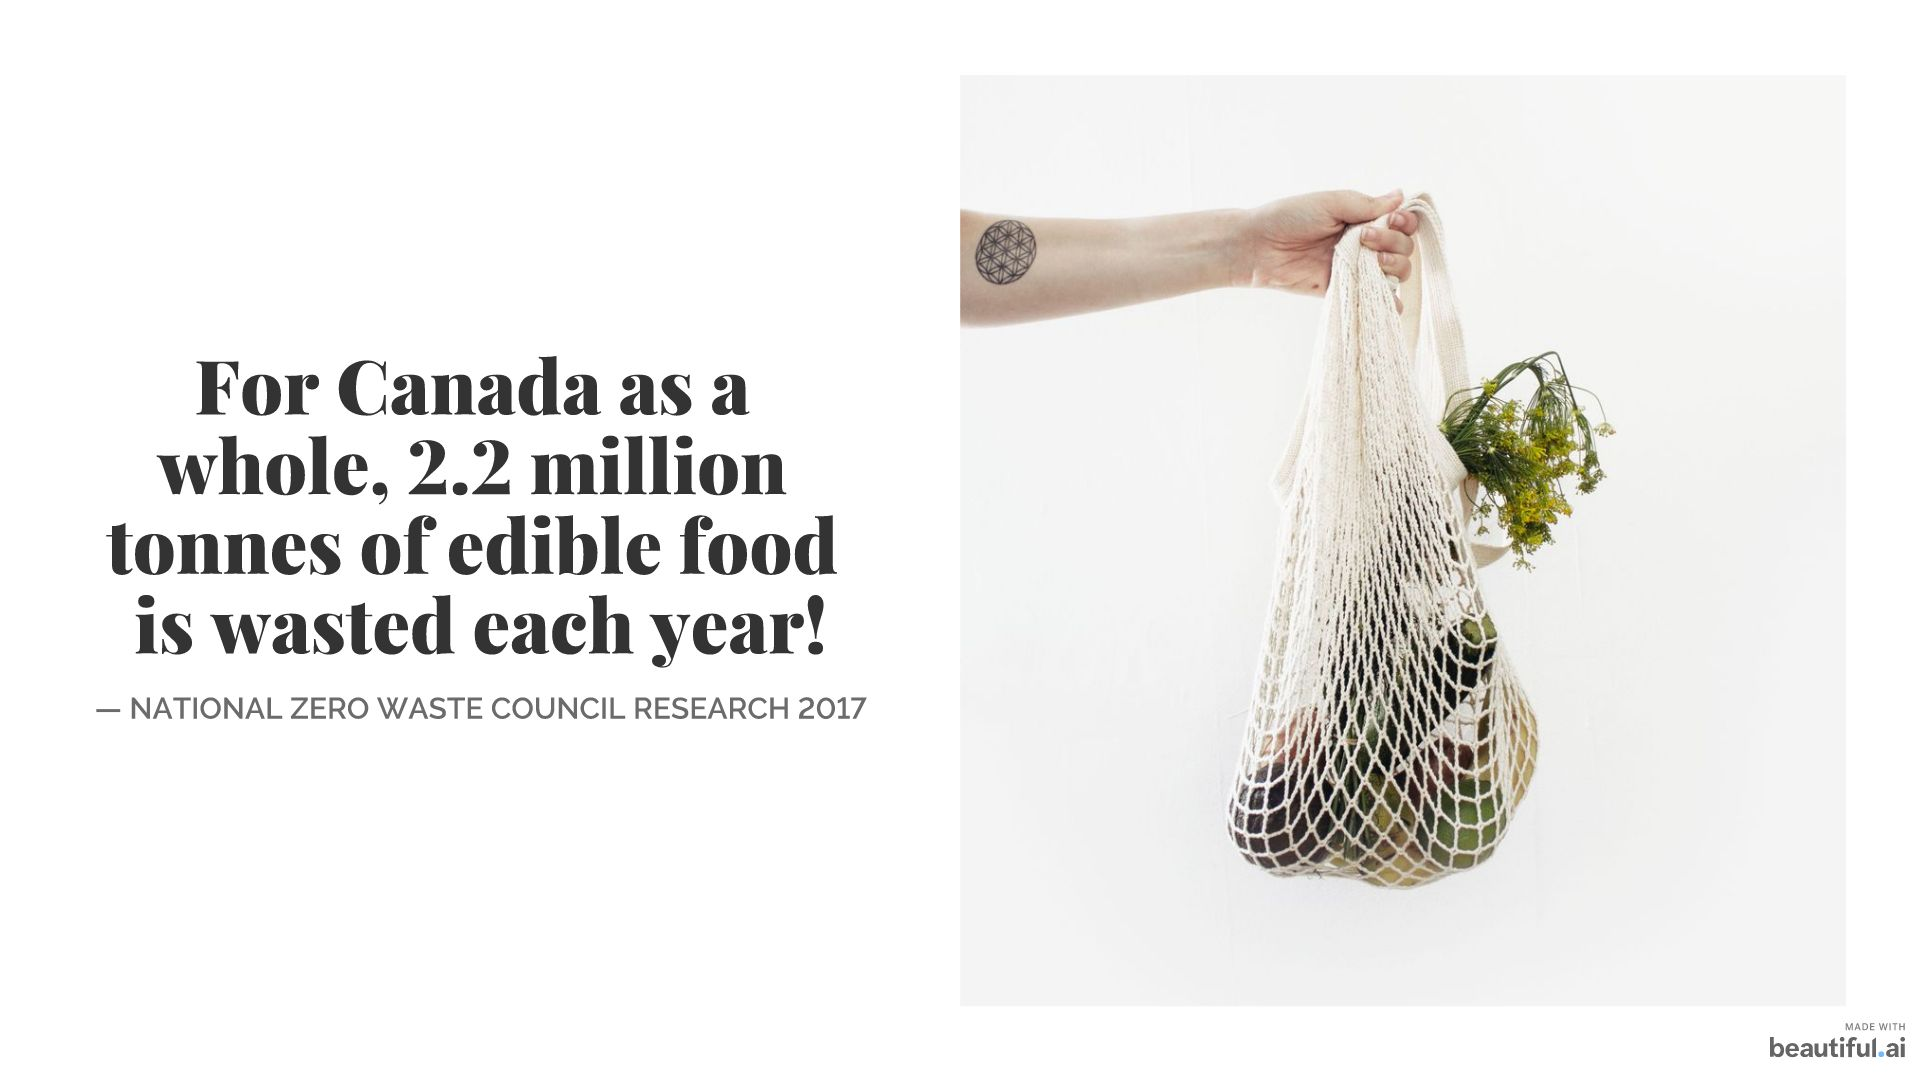 For Canada as a
whole, 2.2 million
tonnes of edible food
is wasted each year!
— NATIONAL ZERO WASTE COUNCIL RESEARCH 2017
MADE WITH
beautiful.ai